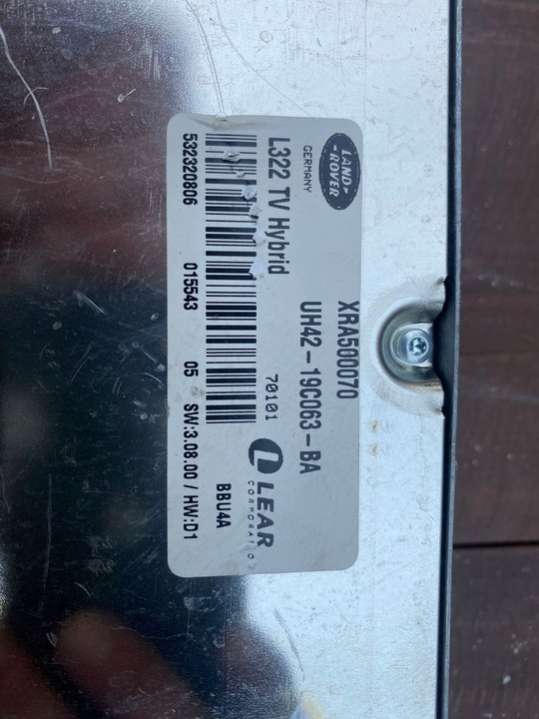 LAND-
-ROVER
GERMANY
XRA500070
UH42-19C063-BA
L322 TV Hybrid
70101
LEAR
CORPORATION
BBU4A
532320806 015543 05 SW:3.08.00 / HW:D1